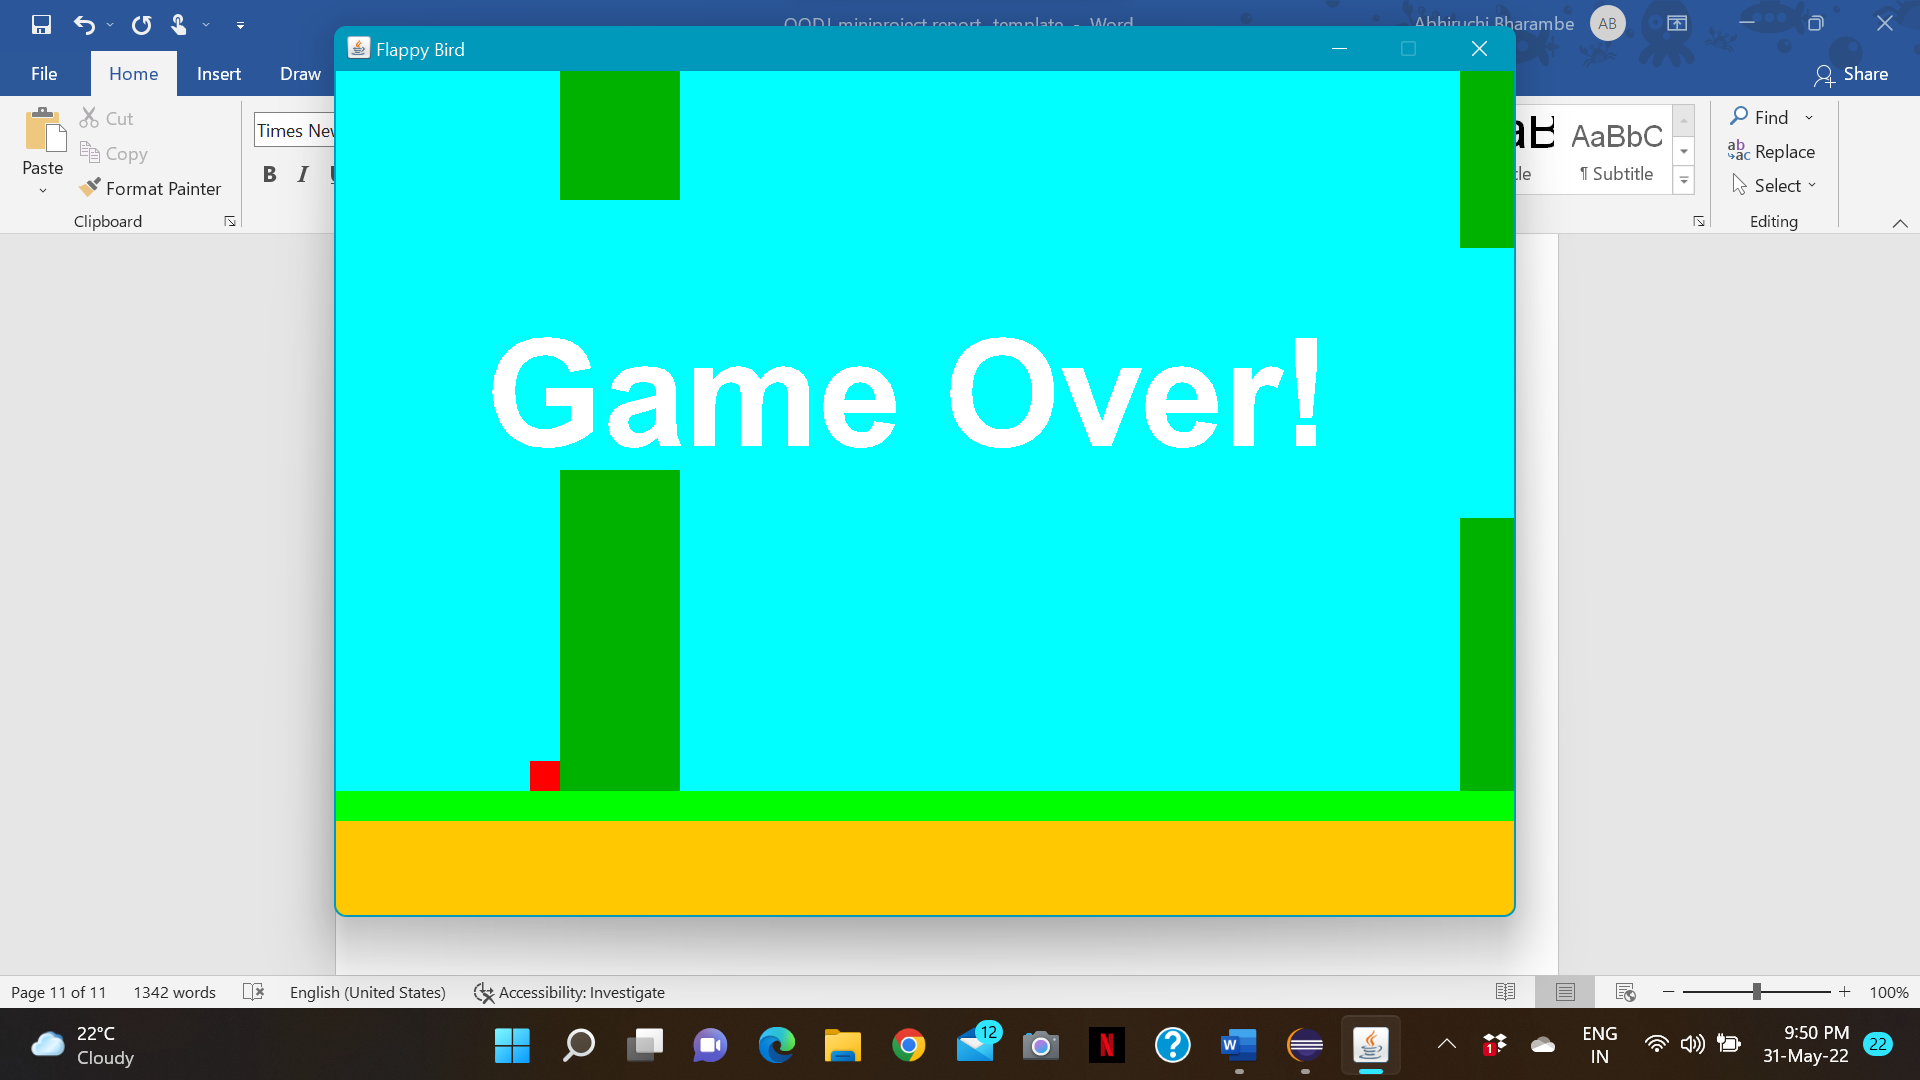 OODJ miniproject report_template - Word
Abhiruchi Bharambe
AB
Flappy Bird
File
Home
Insert
Draw
Share
Paste
Cut
Copy
Format Painter
Clipboard
Times New
B I U
AaBbC
¶ Subtitle
Find
Replace
Select
Editing
Game Over!
Page 11 of 11
1342 words
English (United States)
Accessibility: Investigate
100%
22°C
Cloudy
12
N
?
W
1
ENG
IN
9:50 PM
31-May-22
22